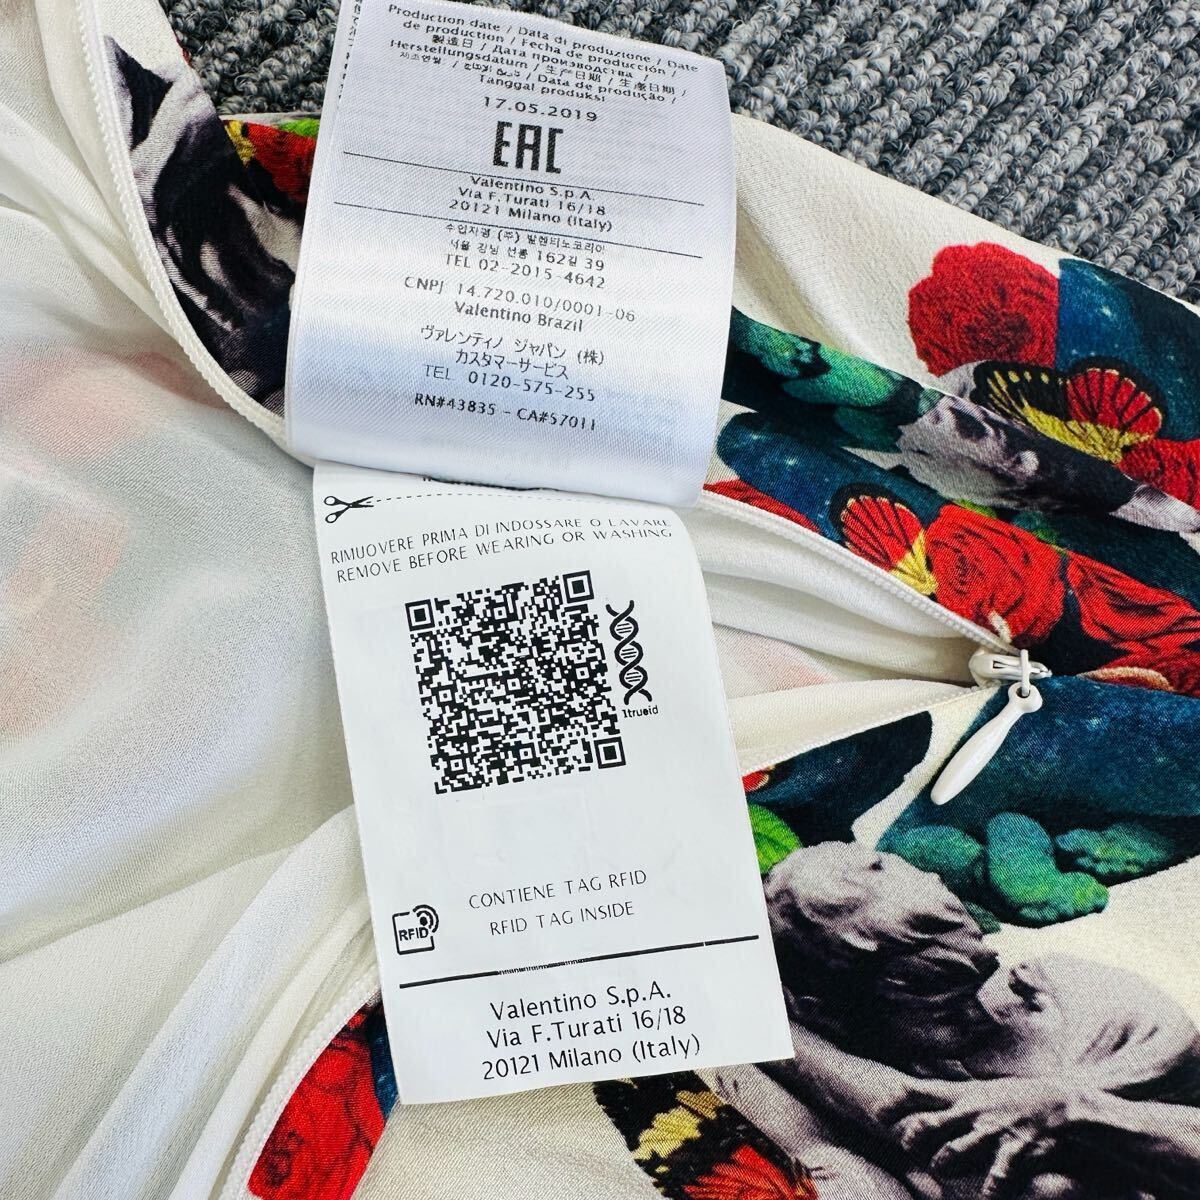 Production date / Data di produzione / Date
de production / Fecha de producción /
製造日 / Дата производства /
Herstellungsdatum / 生产日期 / 生產日期 /
Data de produção /
Tanggal produksi
17.05.2019
EAC
Valentino S.p.A.
Via F.Turati 16/18
20121 Milano (Italy)
수입자명 (주) 발렌티노코리아
서울 강남 선릉 162길 39
TEL 02-2015-4642
CNPJ 14.720.010/0001-06
Valentino Brazil
ヴァレンティノ ジャパン (株)
カスタマーサービス
TEL 0120-575-255
RN#43835 - CA#57011
RIMUOVERE PRIMA DI INDOSSARE O LAVARE
REMOVE BEFORE WEARING OR WASHING
1trueid
CONTIENE TAG RFID
RFID TAG INSIDE
RFID
Valentino S.p.A.
Via F.Turati 16/18
20121 Milano (Italy)